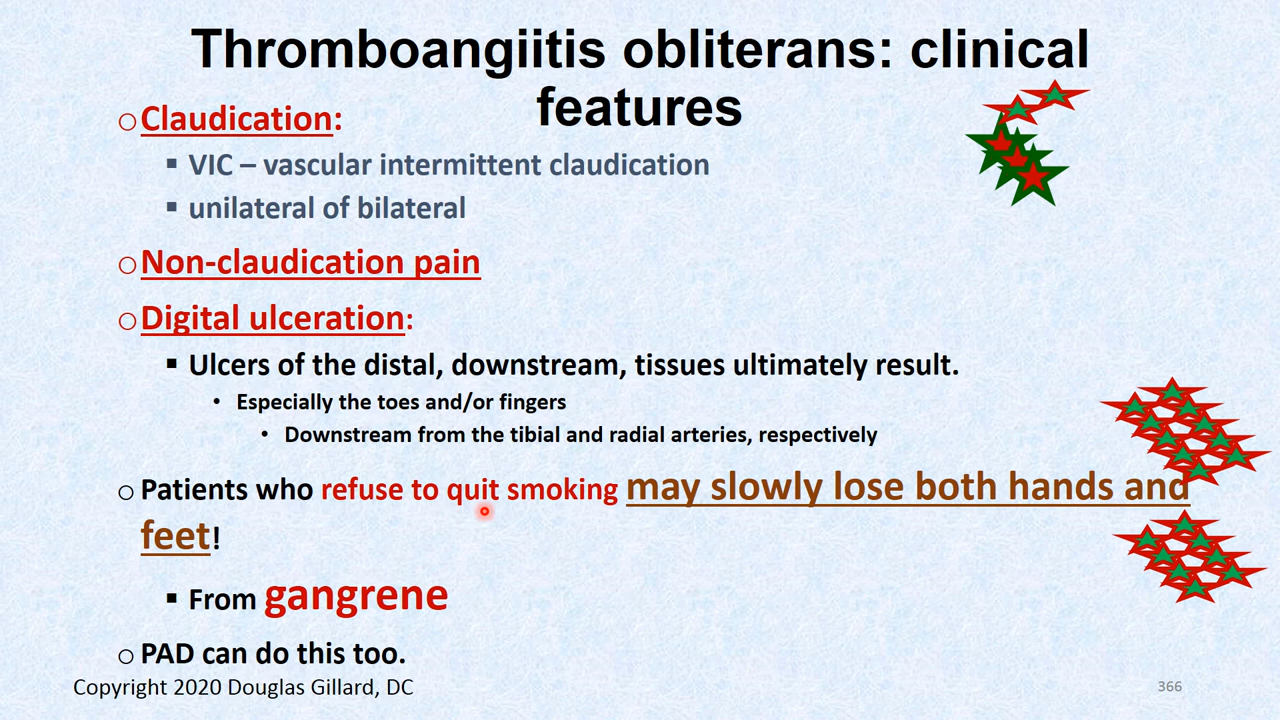 Thromboangiitis obliterans: clinical
features
Claudication:
VIC – vascular intermittent claudication
unilateral of bilateral
Non-claudication pain
Digital ulceration:
Ulcers of the distal, downstream, tissues ultimately result.
Especially the toes and/or fingers
Downstream from the tibial and radial arteries, respectively
Patients who refuse to quit smoking may slowly lose both hands and
feet!
From gangrene
PAD can do this too.
Copyright 2020 Douglas Gillard, DC
366